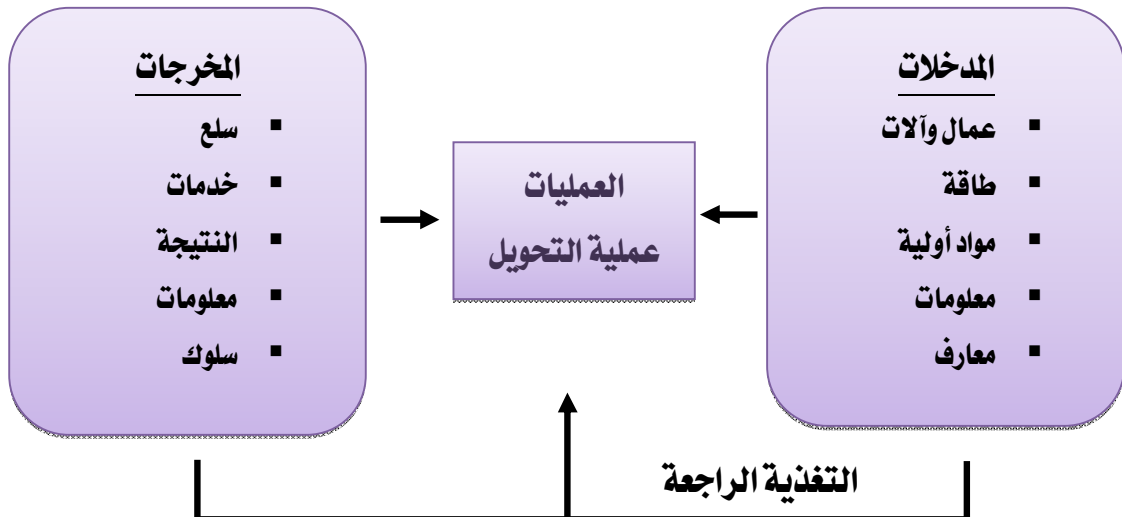 المدخلات
▪ عمال وآلات
▪ طاقة
▪ مواد أولية
▪ معلومات
▪ معارف
العمليات
عملية التحويل
المخرجات
▪ سلع
▪ خدمات
▪ النتيجة
▪ معلومات
▪ سلوك
التغذية الراجعة